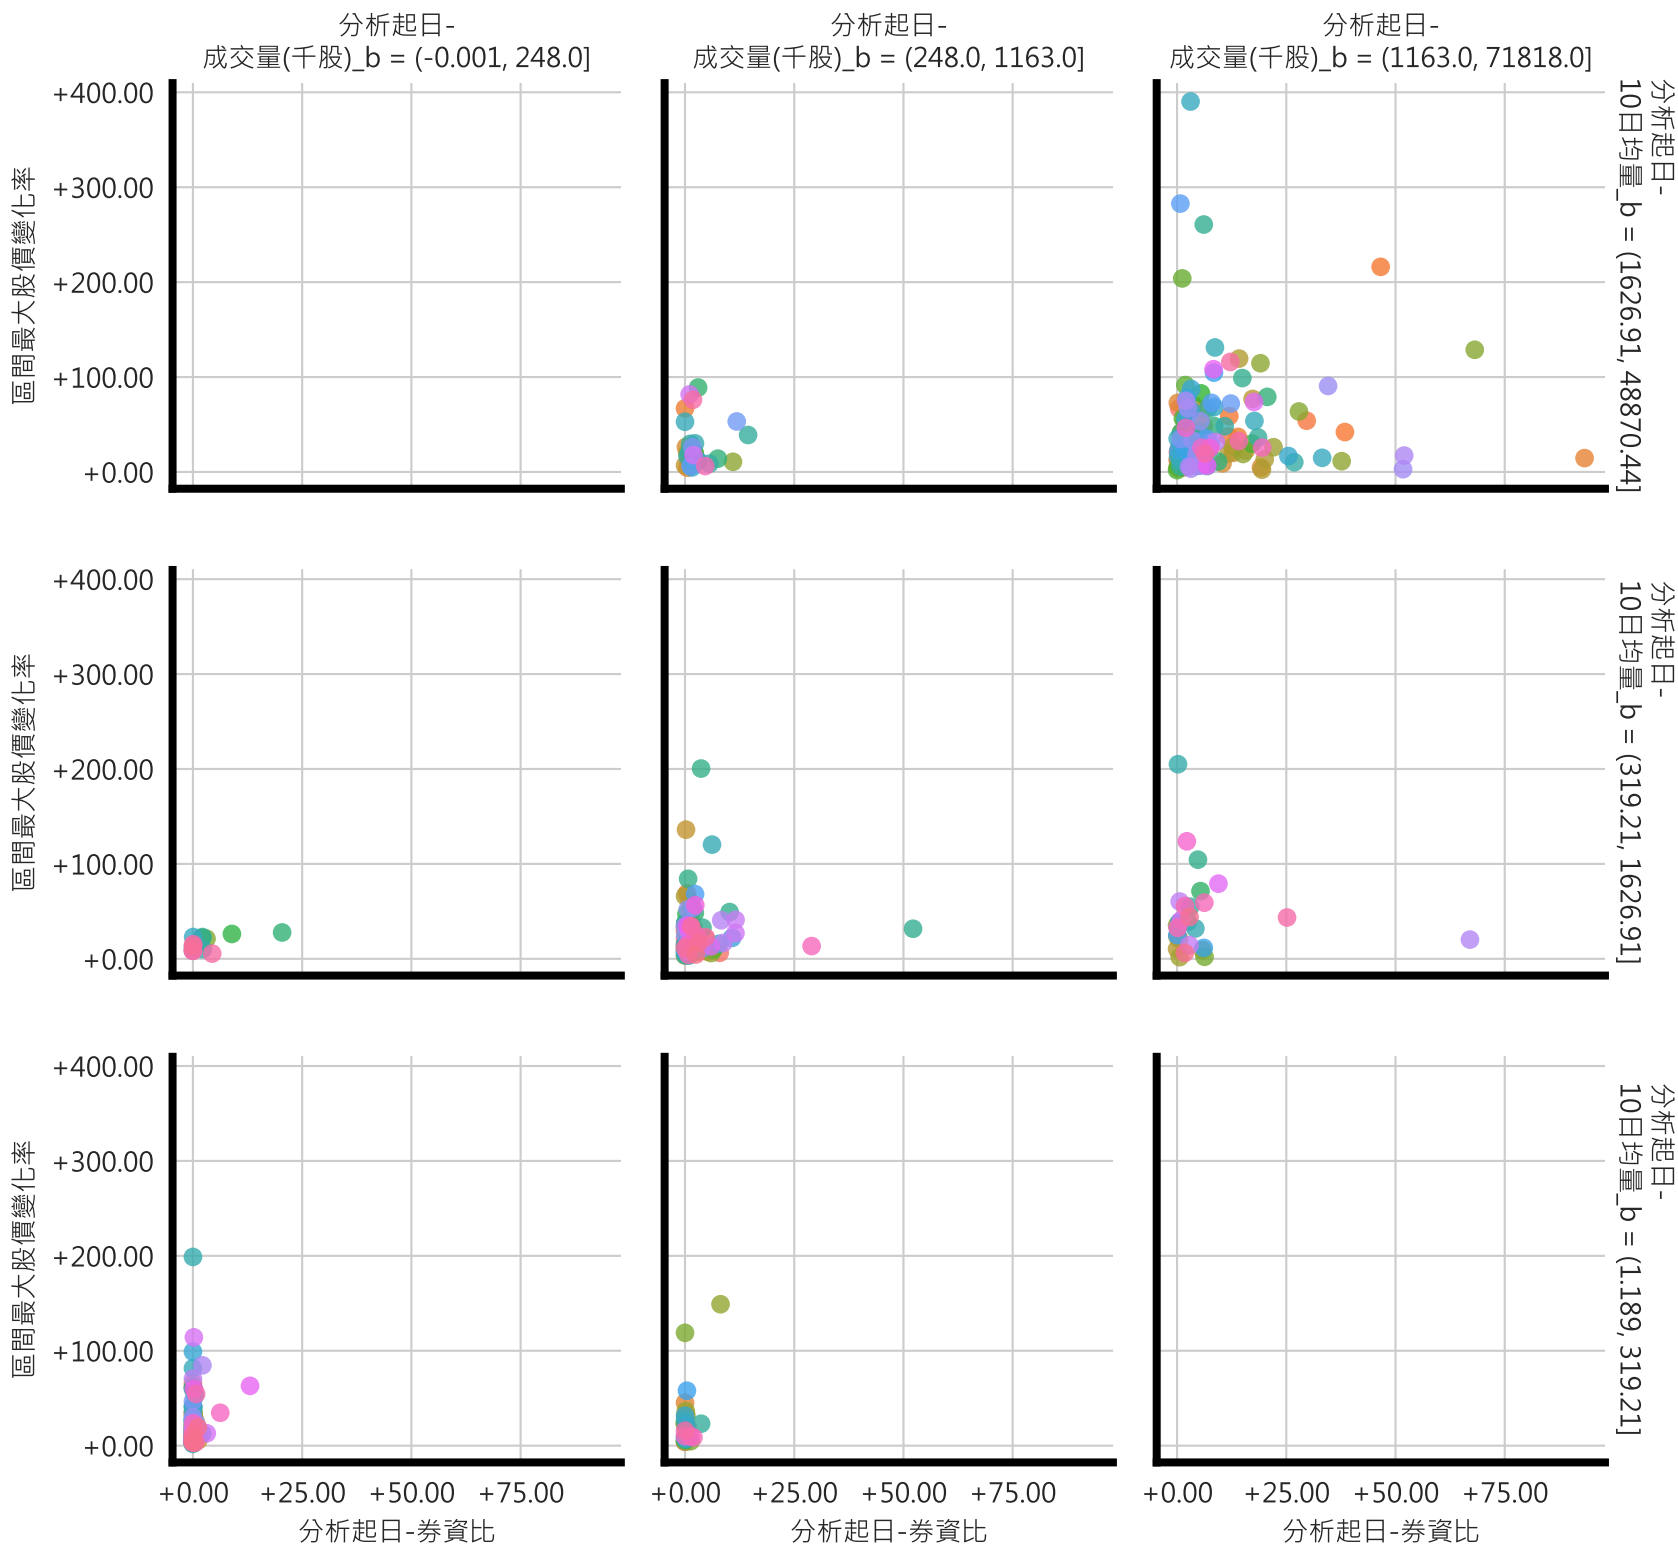 分析起日-
成交量(千股)_b = (-0.001, 248.0]
分析起日-
成交量(千股)_b = (248.0, 1163.0]
分析起日-
成交量(千股)_b = (1163.0, 71818.0]
區間最大股價變化率
+400.00
+300.00
+200.00
+100.00
+0.00
分析起日-
10日均量_b = (1626.91, 48870.44]
區間最大股價變化率
+400.00
+300.00
+200.00
+100.00
+0.00
分析起日-
10日均量_b = (319.21, 1626.91]
區間最大股價變化率
+400.00
+300.00
+200.00
+100.00
+0.00
分析起日-
10日均量_b = (1.189, 319.21]
+0.00 +25.00 +50.00 +75.00
+0.00 +25.00 +50.00 +75.00
+0.00 +25.00 +50.00 +75.00
分析起日-券資比
分析起日-券資比
分析起日-券資比